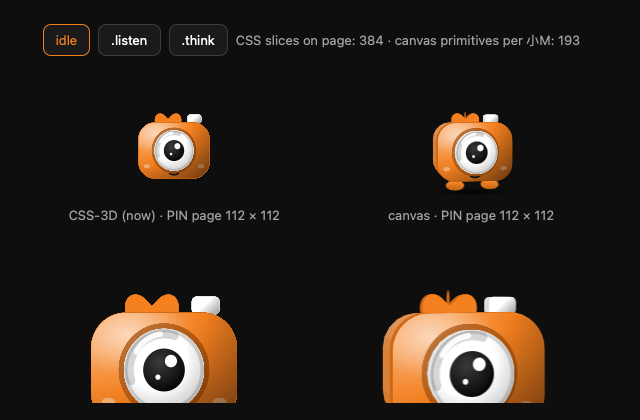 idle
.listen
.think
CSS slices on page: 384 · canvas primitives per 小M: 193
CSS-3D (now) · PIN page 112 × 112
canvas · PIN page 112 × 112